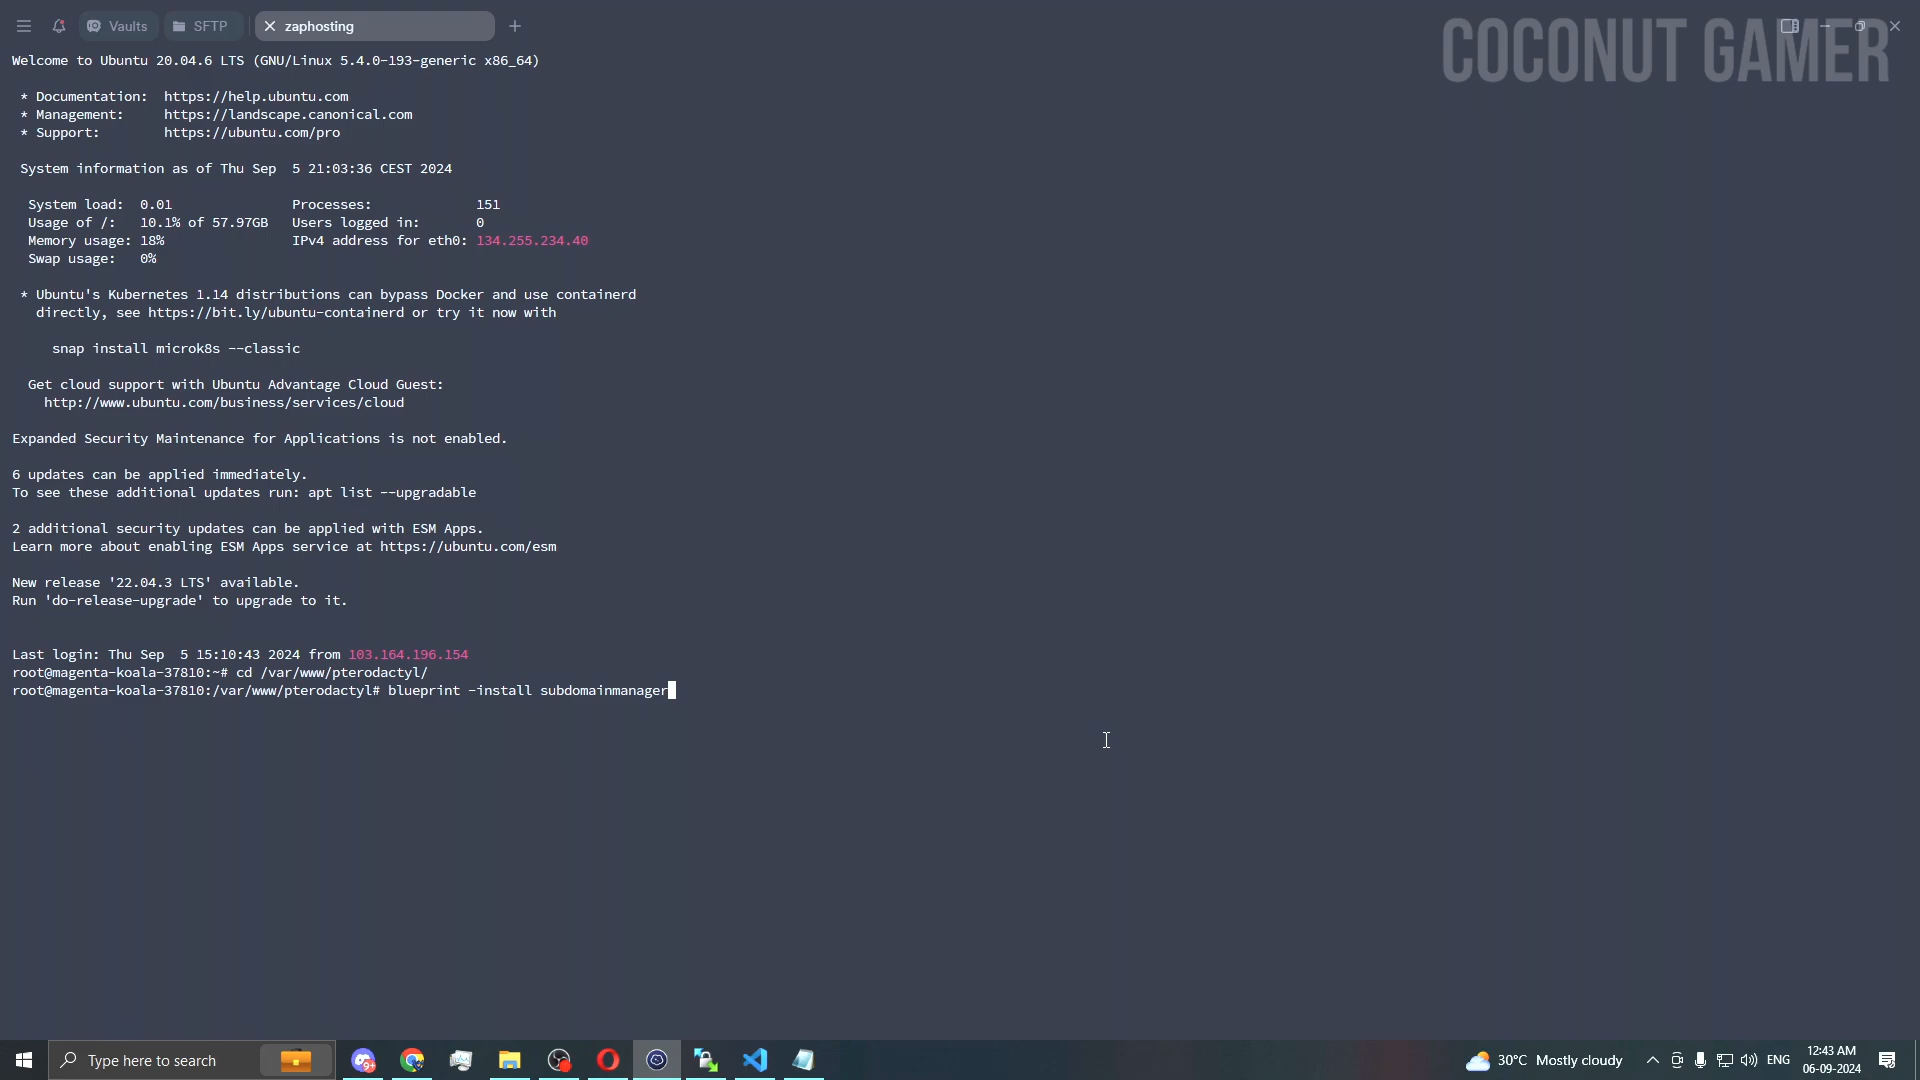 Vaults
SFTP
zaphosting
COCONUT GAMER
Welcome to Ubuntu 20.04.6 LTS (GNU/Linux 5.4.0-193-generic x86_64)
* Documentation:  https://help.ubuntu.com
* Management:     https://landscape.canonical.com
* Support:        https://ubuntu.com/pro
System information as of Thu Sep  5 21:03:36 CEST 2024
System load:  0.01               Processes:             151
Usage of /:   10.1% of 57.97GB   Users logged in:       0
Memory usage: 18%                IPv4 address for eth0: 134.255.234.40
Swap usage:   0%
* Ubuntu's Kubernetes 1.14 distributions can bypass Docker and use containerd
directly, see https://bit.ly/ubuntu-containerd or try it now with
snap install microk8s --classic
Get cloud support with Ubuntu Advantage Cloud Guest:
http://www.ubuntu.com/business/services/cloud
Expanded Security Maintenance for Applications is not enabled.
6 updates can be applied immediately.
To see these additional updates run: apt list --upgradable
2 additional security updates can be applied with ESM Apps.
Learn more about enabling ESM Apps service at https://ubuntu.com/esm
New release '22.04.3 LTS' available.
Run 'do-release-upgrade' to upgrade to it.
Last login: Thu Sep  5 15:10:43 2024 from 103.164.196.154
root@magenta-koala-37810:~# cd /var/www/pterodactyl/
root@magenta-koala-37810:/var/www/pterodactyl# blueprint -install subdomainmanager
Type here to search
9+
30°C Mostly cloudy
ENG
12:43 AM
06-09-2024